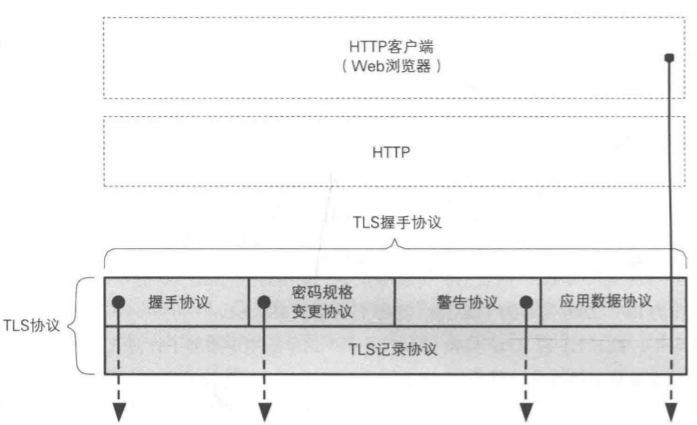 HTTP客户端
（Web浏览器）
HTTP
TLS握手协议
握手协议
密码规格
变更协议
警告协议
应用数据协议
TLS协议
TLS记录协议